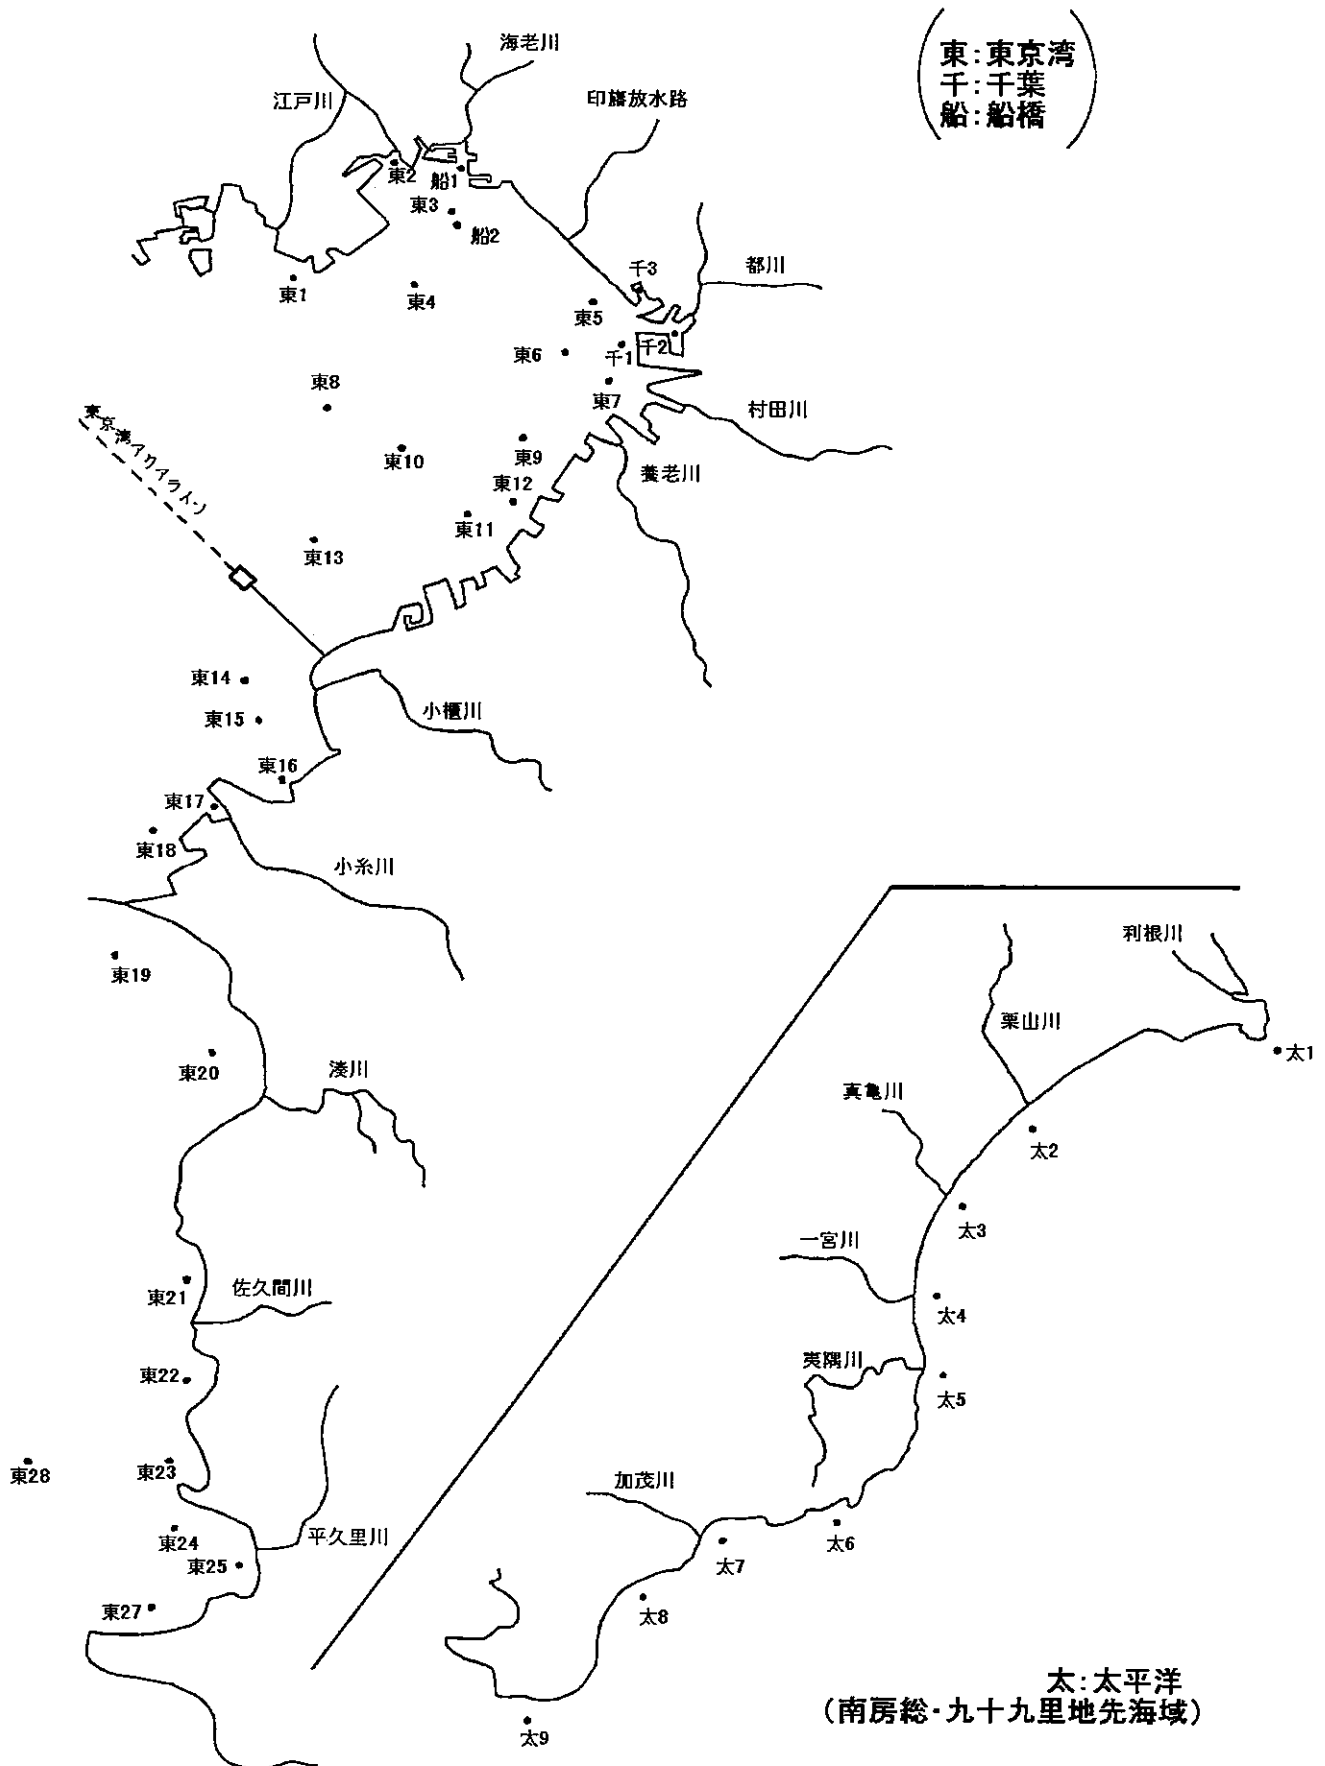 海老川
東:東京湾
千:千葉
船:船橋
江戸川
印旛放水路
東2
船1
東3
船2
千3
都川
東1
東4
東5
東6
千1
千2
東8
東7
村田川
東京湾アクアライン
東10
東9
養老川
東12
東11
東13
東14
小櫃川
東15
東16
東17
東18
小糸川
利根川
東19
栗山川
太1
東20
湊川
真亀川
太2
太3
一宮川
東21
佐久間川
太4
夷隅川
東22
太5
東28
東23
加茂川
東24
平久里川
太6
東25
太7
東27
太8
太:太平洋
(南房総・九十九里地先海域)
太9